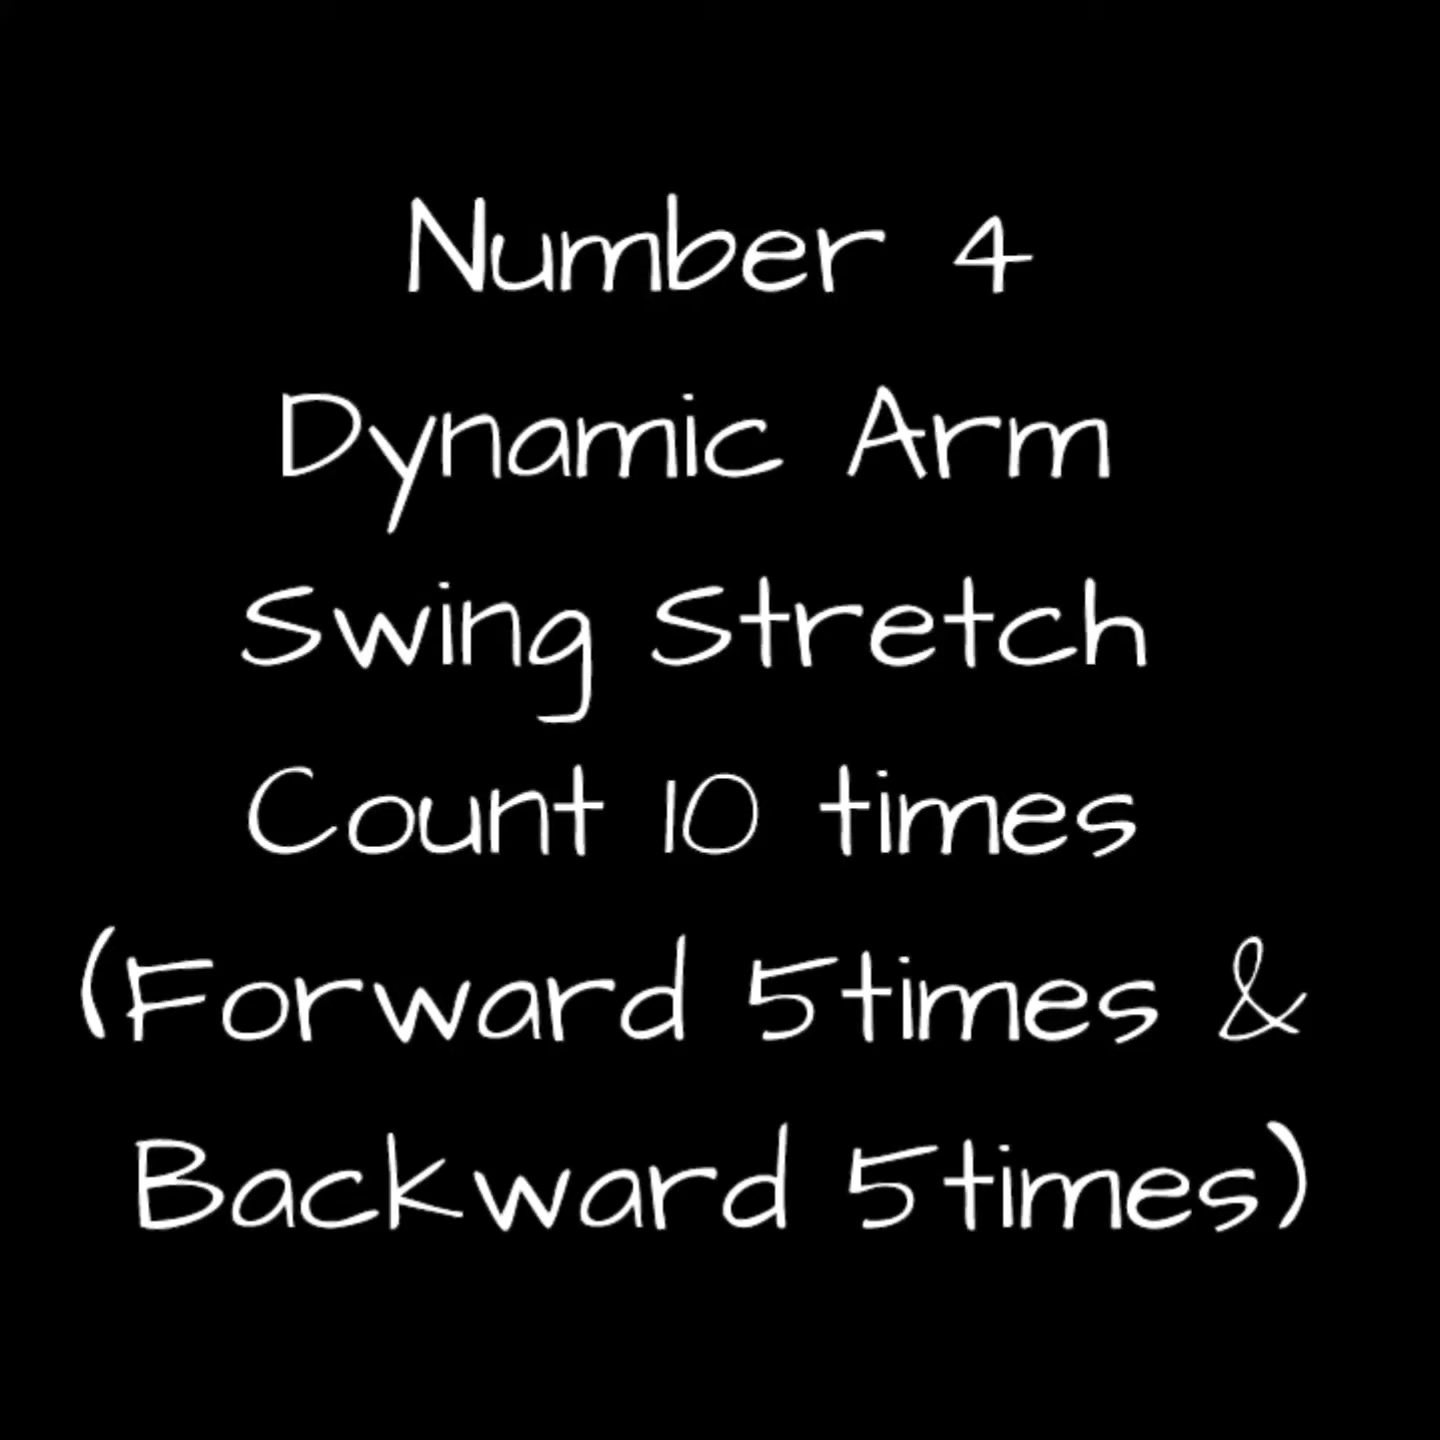 Number 4
Dynamic Arm
Swing Stretch
Count 10 times
(Forward 5times &
Backward 5times)